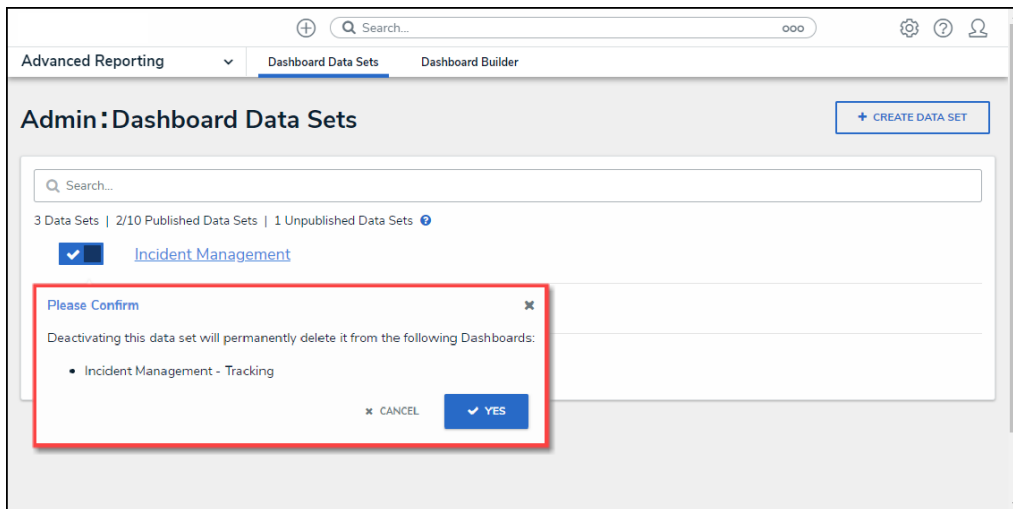 Search... ooo
Advanced Reporting Dashboard Data Sets Dashboard Builder
Admin:Dashboard Data Sets
+ CREATE DATA SET
Search...
3 Data Sets | 2/10 Published Data Sets | 1 Unpublished Data Sets ?
Incident Management
Please Confirm
Deactivating this data set will permanently delete it from the following Dashboards:
• Incident Management - Tracking
CANCEL YES